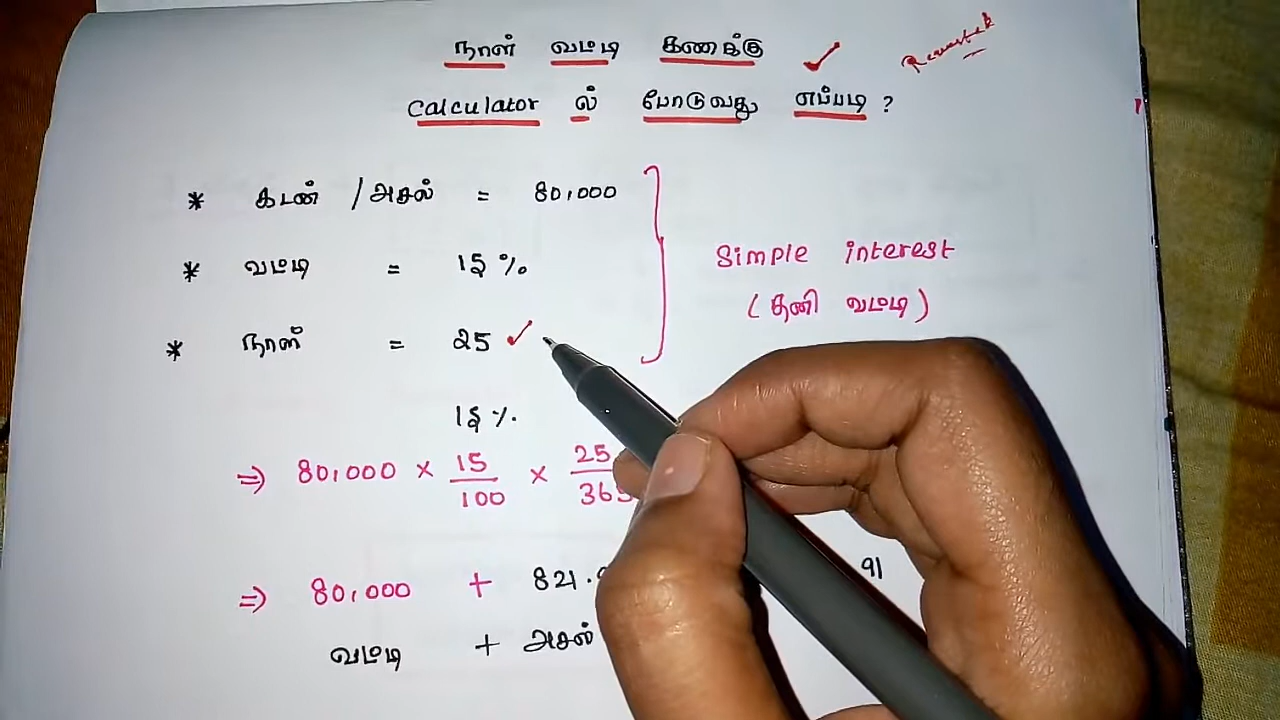 நாள் வட்டி கணக்கு
Calculator ல் போடுவது எப்படி ?
* கடன் / அசல் = 80,000
* வட்டி = 15 %
* நாள் = 25
Simple interest
( தனி வட்டி )
15 %
⇒ 80,000 × 15/100 × 25/365
⇒ 80,000 + 821.9
91
வட்டி + அசல்